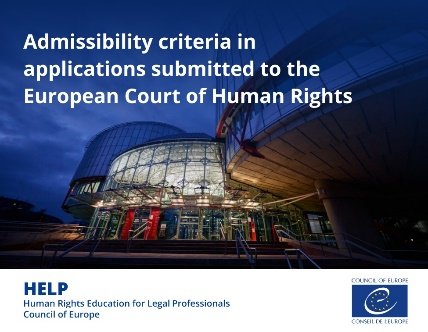 Admissibility criteria in
applications submitted to the
European Court of Human Rights
HELP
Human Rights Education for Legal Professionals
Council of Europe
COUNCIL OF EUROPE
CONSEIL DE L'EUROPE